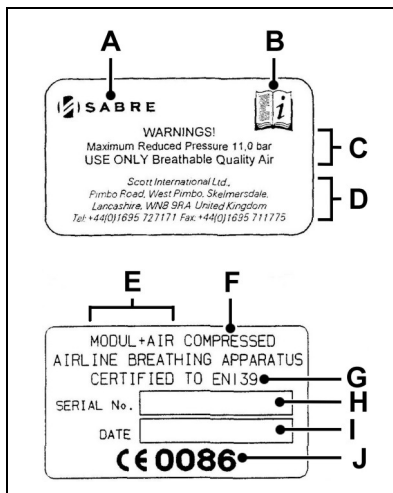 A B
SABRE
WARNINGS!
Maximum Reduced Pressure 11,0 bar
USE ONLY Breathable Quality Air
C
Scott International Ltd.,
Pimbo Road, West Pimbo, Skelmersdale,
Lancashire, WN8 9RA United Kingdom
Tel: +44(0)1695 727171 Fax: +44(0)1695 711775
D
E F
MODUL+AIR COMPRESSED
AIRLINE BREATHING APPARATUS
CERTIFIED TO EN139 G
SERIAL No. H
DATE I
CE 0086 J